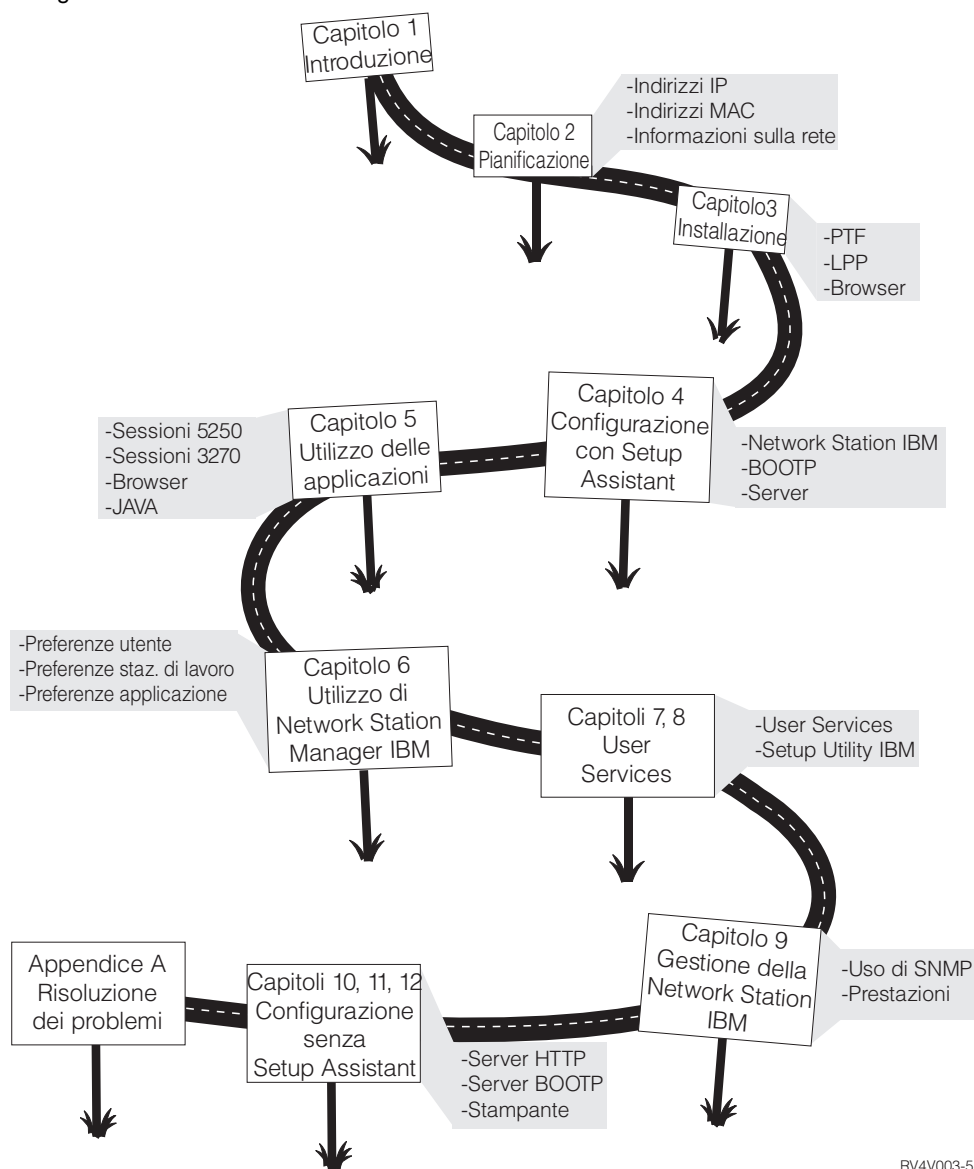 Capitolo 1
Introduzione
Capitolo 2
Pianificazione
-Indirizzi IP
-Indirizzi MAC
-Informazioni sulla rete
Capitolo3
Installazione
-PTF
-LPP
-Browser
Capitolo 4
Configurazione
con Setup
Assistant
-Network Station IBM
-BOOTP
-Server
Capitolo 5
Utilizzo delle
applicazioni
-Sessioni 5250
-Sessioni 3270
-Browser
-JAVA
Capitolo 6
Utilizzo di
Network Station
Manager IBM
-Preferenze utente
-Preferenze staz. di lavoro
-Preferenze applicazione
Capitoli 7, 8
User
Services
-User Services
-Setup Utility IBM
Capitolo 9
Gestione della
Network Station
IBM
-Uso di SNMP
-Prestazioni
Capitoli 10, 11, 12
Configurazione
senza
Setup Assistant
-Server HTTP
-Server BOOTP
-Stampante
Appendice A
Risoluzione
dei problemi
RV4V003-5